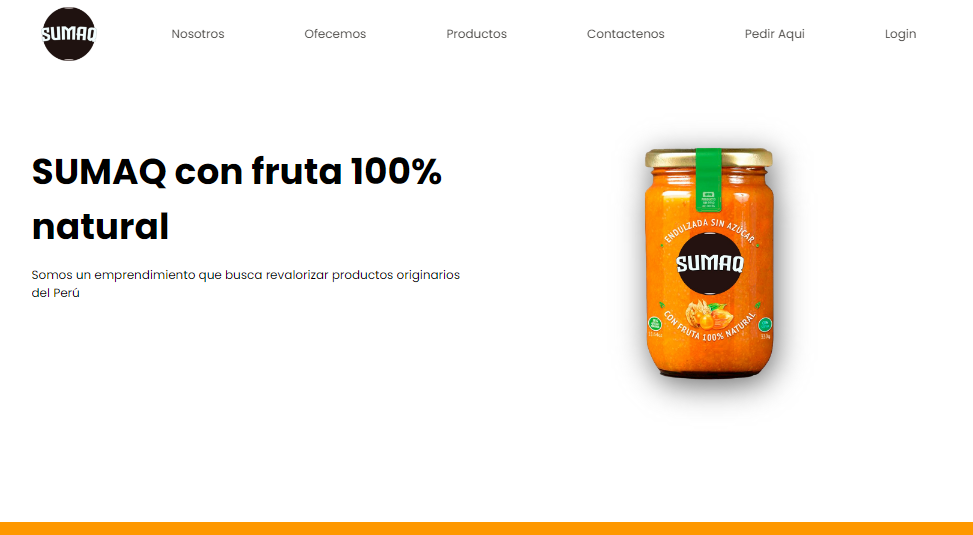 SUMAQ
Nosotros
Ofecemos
Productos
Contactenos
Pedir Aquí
Login
SUMAQ con fruta 100%
natural
Somos un emprendimiento que busca revalorizar productos originarios
del Perú
ENDULZADA SIN AZÚCAR
SUMAQ
CON FRUTA 100% NATURAL